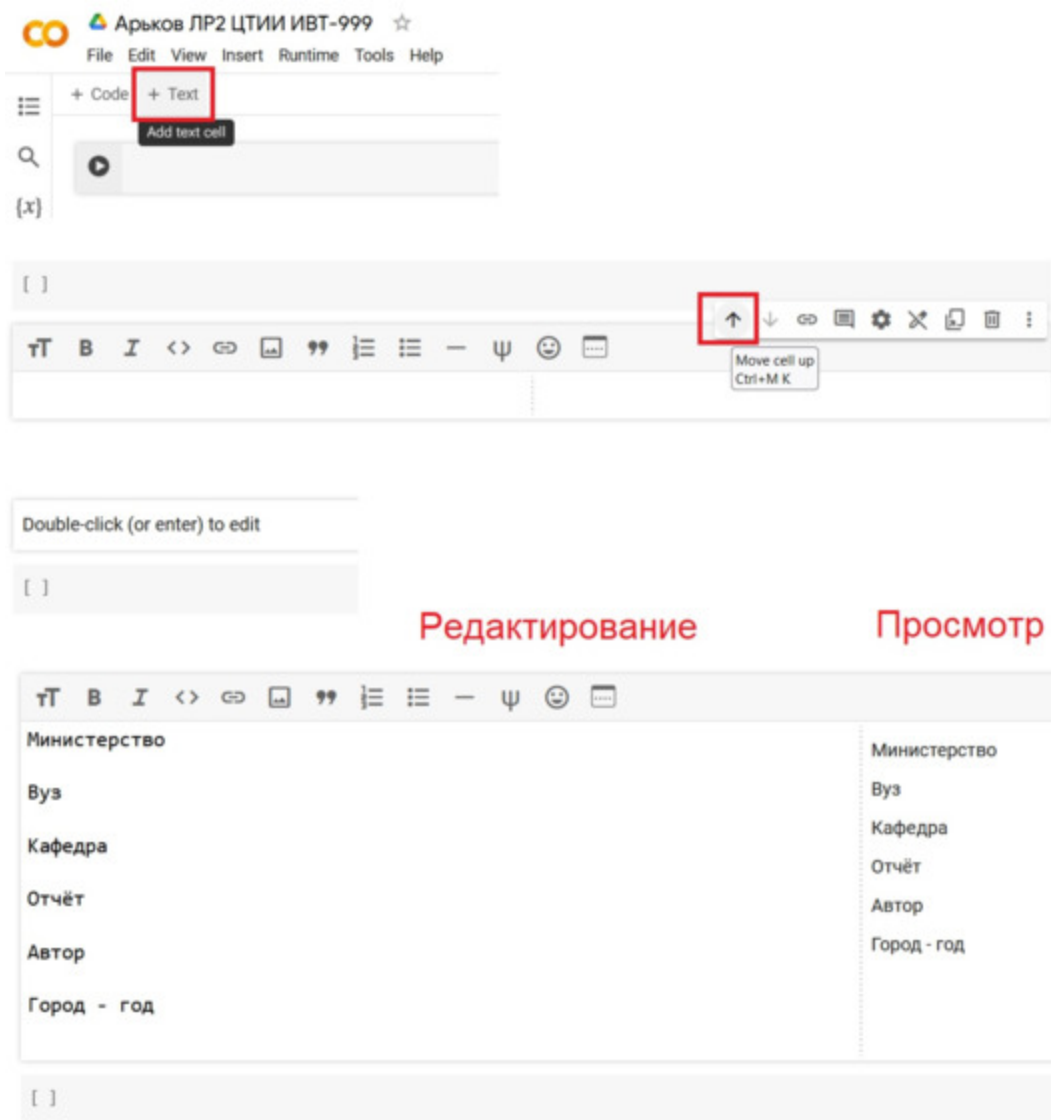 CO Арьков ЛР2 ЦТИИ ИВТ-999
File Edit View Insert Runtime Tools Help
+ Code + Text
Add text cell
{x}
[ ]
Move cell up
Ctrl+M K
Double-click (or enter) to edit
[ ]
Редактирование Просмотр
Министерство
Вуз
Кафедра
Отчёт
Автор
Город - год
Министерство
Вуз
Кафедра
Отчёт
Автор
Город - год
[ ]